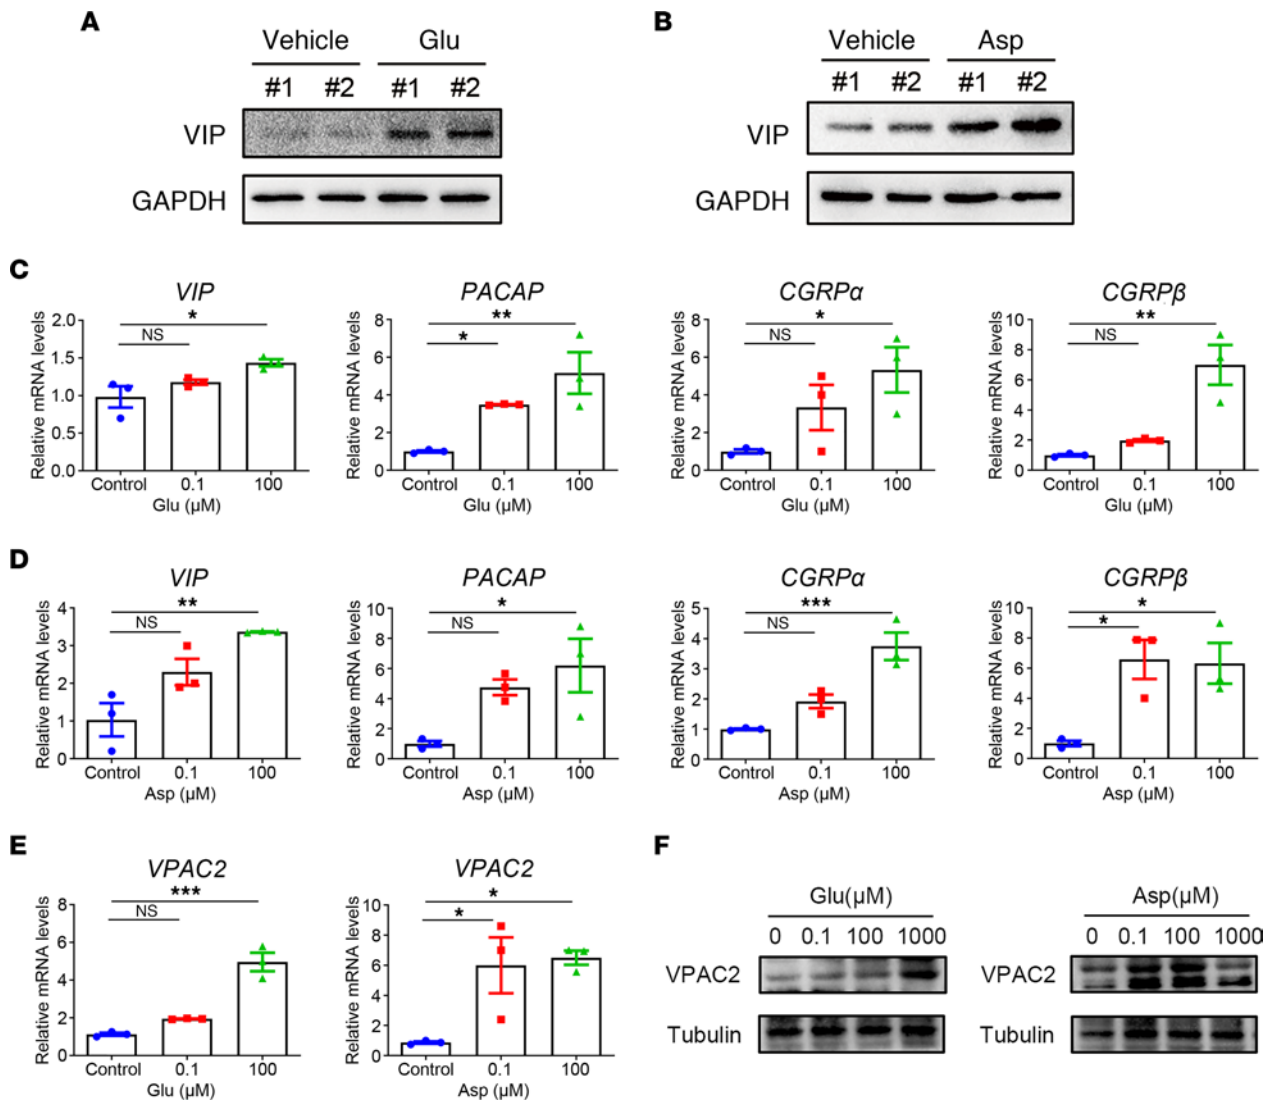 A
Vehicle Glu
#1 #2 #1 #2
VIP
GAPDH
B
Vehicle Asp
#1 #2 #1 #2
VIP
GAPDH
C
VIP
Relative mRNA levels
2.0
1.5
1.0
0.5
0.0
*
NS
Control 0.1 100
Glu (µM)
PACAP
Relative mRNA levels
8
6
4
2
0
**
*
Control 0.1 100
Glu (µM)
CGRPα
Relative mRNA levels
8
6
4
2
0
*
NS
Control 0.1 100
Glu (µM)
CGRPβ
Relative mRNA levels
10
8
6
4
2
0
**
NS
Control 0.1 100
Glu (µM)
D
VIP
Relative mRNA levels
4
3
2
1
0
**
NS
Control 0.1 100
Asp (µM)
PACAP
Relative mRNA levels
10
8
6
4
2
0
*
NS
Control 0.1 100
Asp (µM)
CGRPα
Relative mRNA levels
5
4
3
2
1
0
***
NS
Control 0.1 100
Asp (µM)
CGRPβ
Relative mRNA levels
10
8
6
4
2
0
*
*
Control 0.1 100
Asp (µM)
E
VPAC2
Relative mRNA levels
8
6
4
2
0
***
NS
Control 0.1 100
Glu (µM)
VPAC2
Relative mRNA levels
10
8
6
4
2
0
*
*
Control 0.1 100
Asp (µM)
F
Glu(µM)
0 0.1 100 1000
VPAC2
Tubulin
Asp(µM)
0 0.1 100 1000
VPAC2
Tubulin